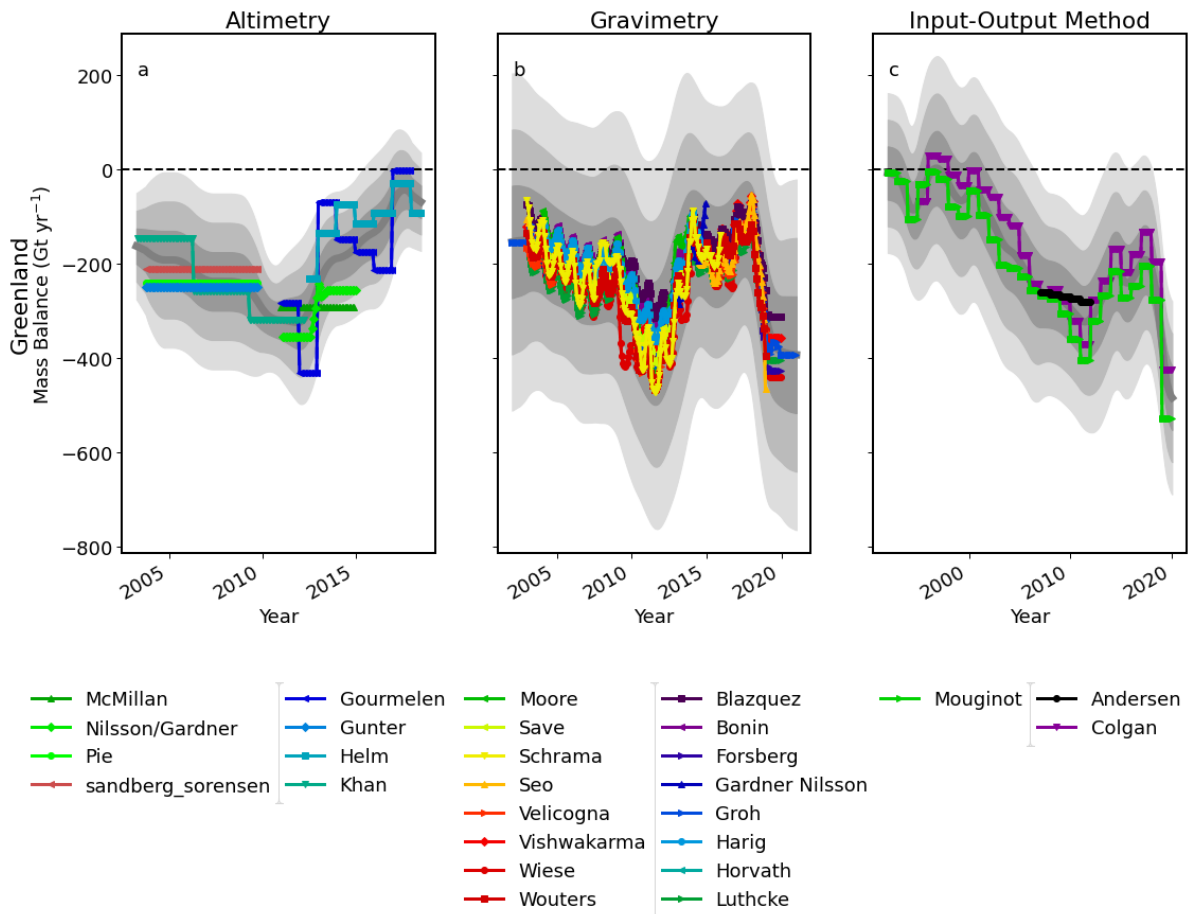 Altimetry
Gravimetry
Input-Output Method
a
b
c
Greenland
Mass Balance (Gt yr⁻¹)
200
0
−200
−400
−600
−800
2005
2010
2015
Year
2005
2010
2015
2020
Year
2000
2010
2020
Year
McMillan
Nilsson/Gardner
Pie
sandberg_sorensen
Gourmelen
Gunter
Helm
Khan
Moore
Save
Schrama
Seo
Velicogna
Vishwakarma
Wiese
Wouters
Blazquez
Bonin
Forsberg
Gardner Nilsson
Groh
Harig
Horvath
Luthcke
Mouginot
Andersen
Colgan